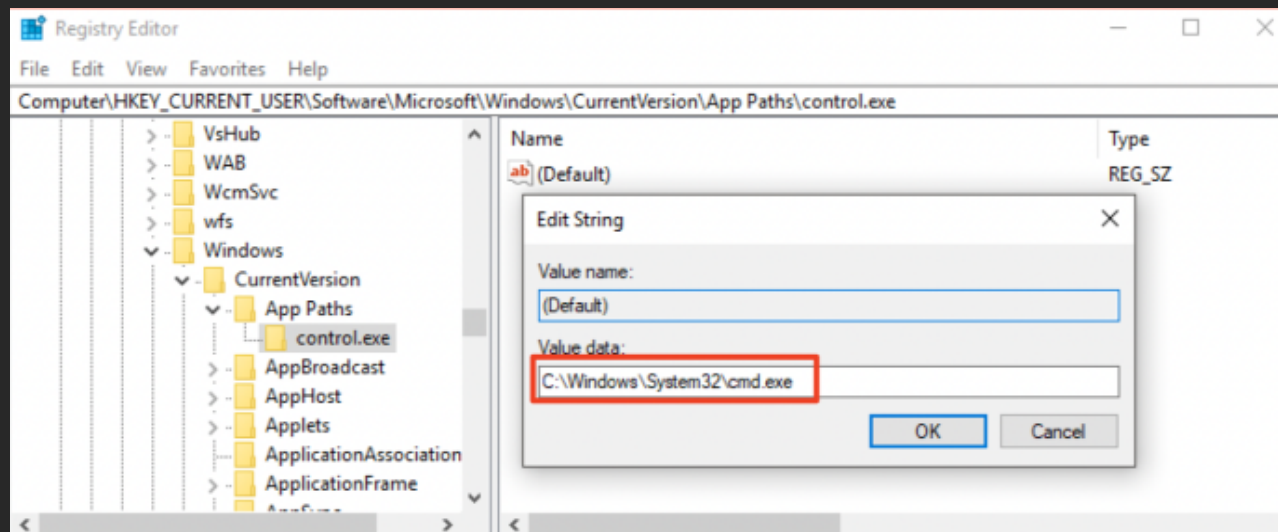 Registry Editor
File Edit View Favorites Help
Computer\HKEY_CURRENT_USER\Software\Microsoft\Windows\CurrentVersion\App Paths\control.exe
VsHub
WAB
WcmSvc
wfs
Windows
CurrentVersion
App Paths
control.exe
AppBroadcast
AppHost
Applets
ApplicationAssociation
ApplicationFrame
Name Type
ab (Default) REG_SZ
Edit String
Value name:
(Default)
Value data:
C:\Windows\System32\cmd.exe
OK Cancel